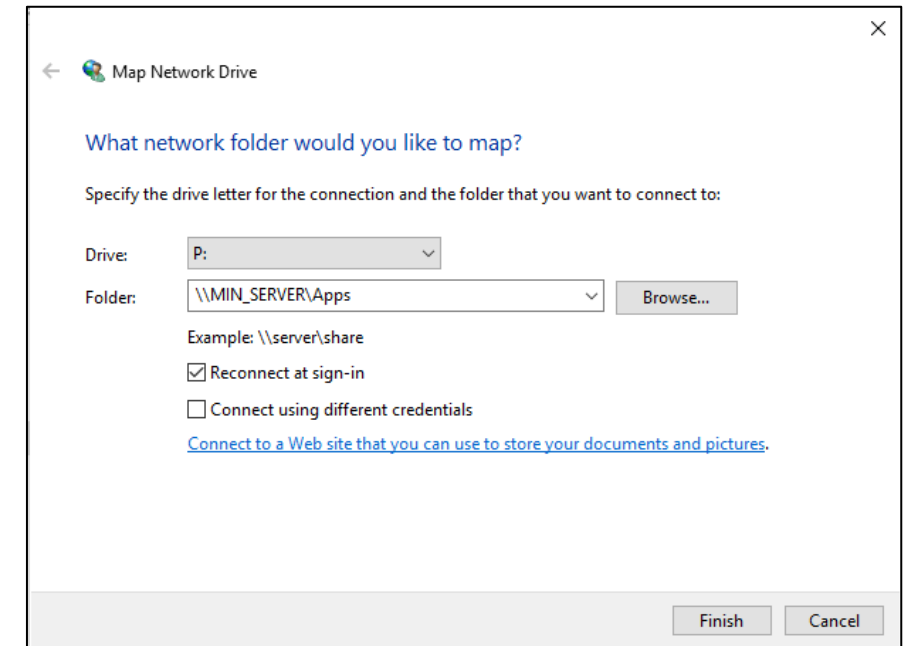 Map Network Drive
What network folder would you like to map?
Specify the drive letter for the connection and the folder that you want to connect to:
Drive: P:
Folder: \\MIN_SERVER\Apps Browse...
Example: \\server\share
Reconnect at sign-in
Connect using different credentials
Connect to a Web site that you can use to store your documents and pictures.
Finish Cancel